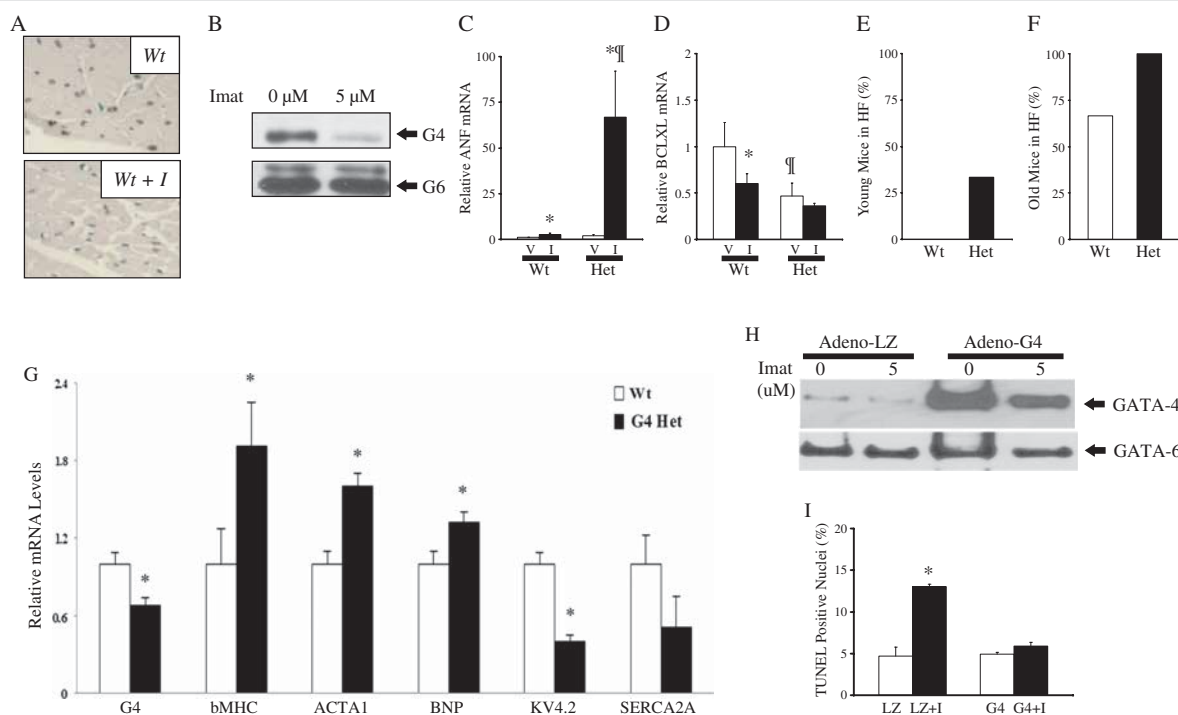 A
Wt
Wt + I
B
Imat 0 μM 5 μM
G4
G6
C
Relative ANF mRNA
100
75
50
25
0
*
*¶
V I V I
Wt Het
D
Relative BCLXL mRNA
2
1.5
1
0.5
0
*
¶
V I V I
Wt Het
E
Young Mice in HF (%)
100
75
50
25
0
Wt Het
F
Old Mice in HF (%)
100
75
50
25
0
Wt Het
G
Relative mRNA Levels
2.4
1.8
1.2
0.6
0
Wt
G4 Het
* * * * *
G4 bMHC ACTA1 BNP KV4.2 SERCA2A
H
Adeno-LZ Adeno-G4
Imat 0 5 0 5
(uM)
GATA-4
GATA-6
I
TUNEL Positive Nuclei (%)
20
15
10
5
0
*
LZ LZ+I G4 G4+I